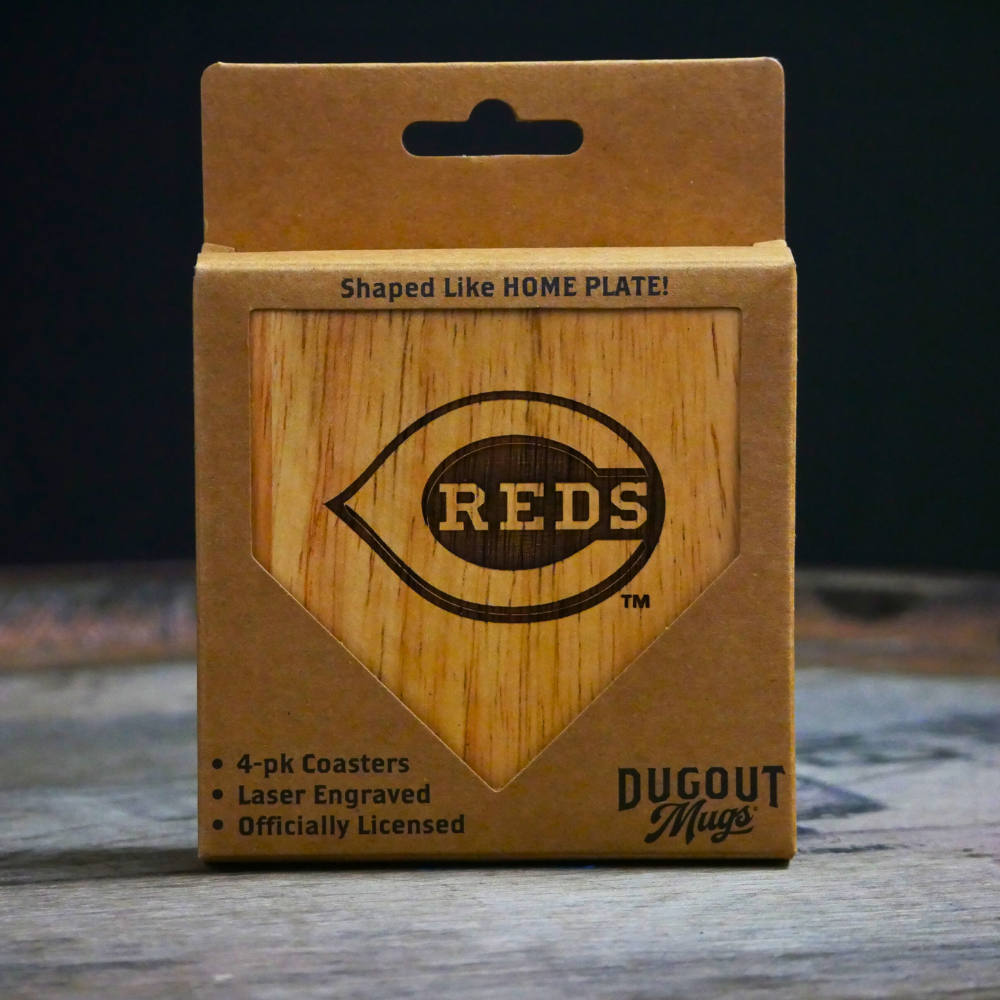 Shaped Like HOME PLATE!
REDS
TM
• 4-pk Coasters
• Laser Engraved
• Officially Licensed
DUGOUT
Mugs®